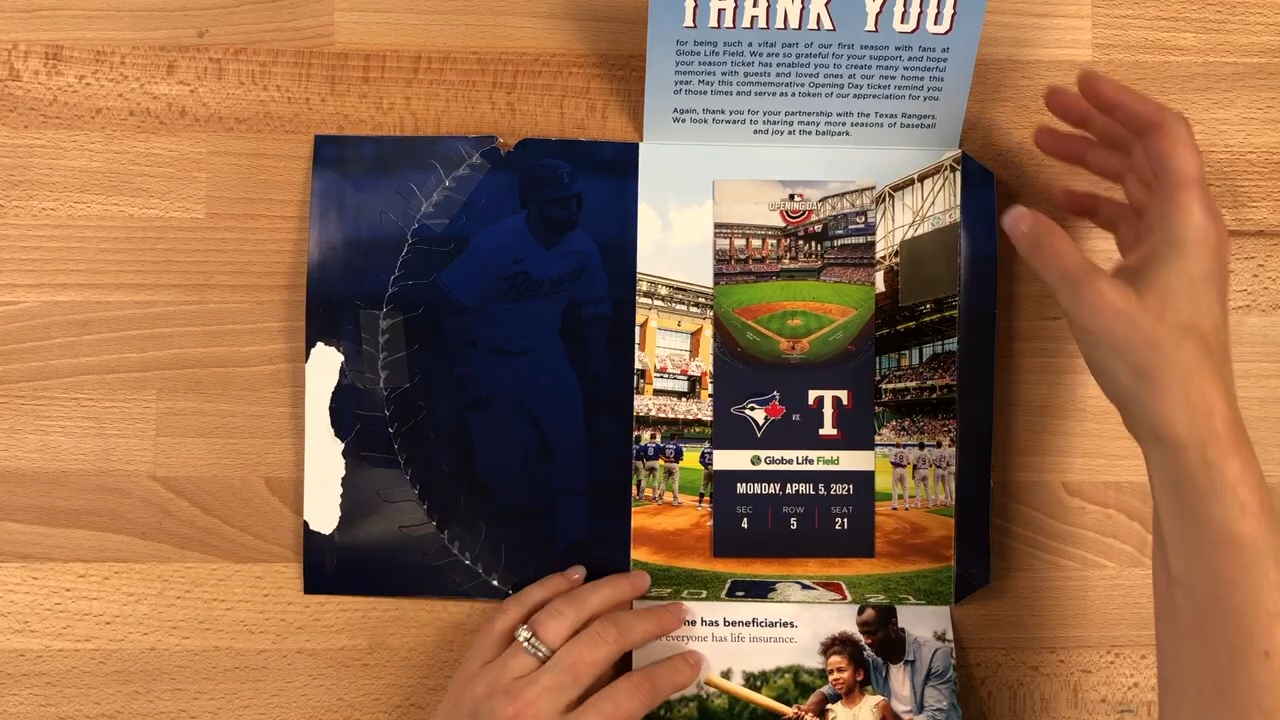 THANK YOU
for being such a vital part of our first season with fans at
Globe Life Field. We are so grateful for your support, and hope
your season ticket has enabled you to create many wonderful
memories with guests and loved ones at our new home this
year. May this commemorative Opening Day ticket remind you
of those times and serve as a token of our appreciation for you.
Again, thank you for your partnership with the Texas Rangers.
We look forward to sharing many more seasons of baseball
and joy at the ballpark.
T
Rangers
OPENING DAY
VS.
T
Globe Life Field
MONDAY, APRIL 5, 2021
SEC ROW SEAT
4 5 21
20 21
has beneficiaries.
everyone has life insurance.